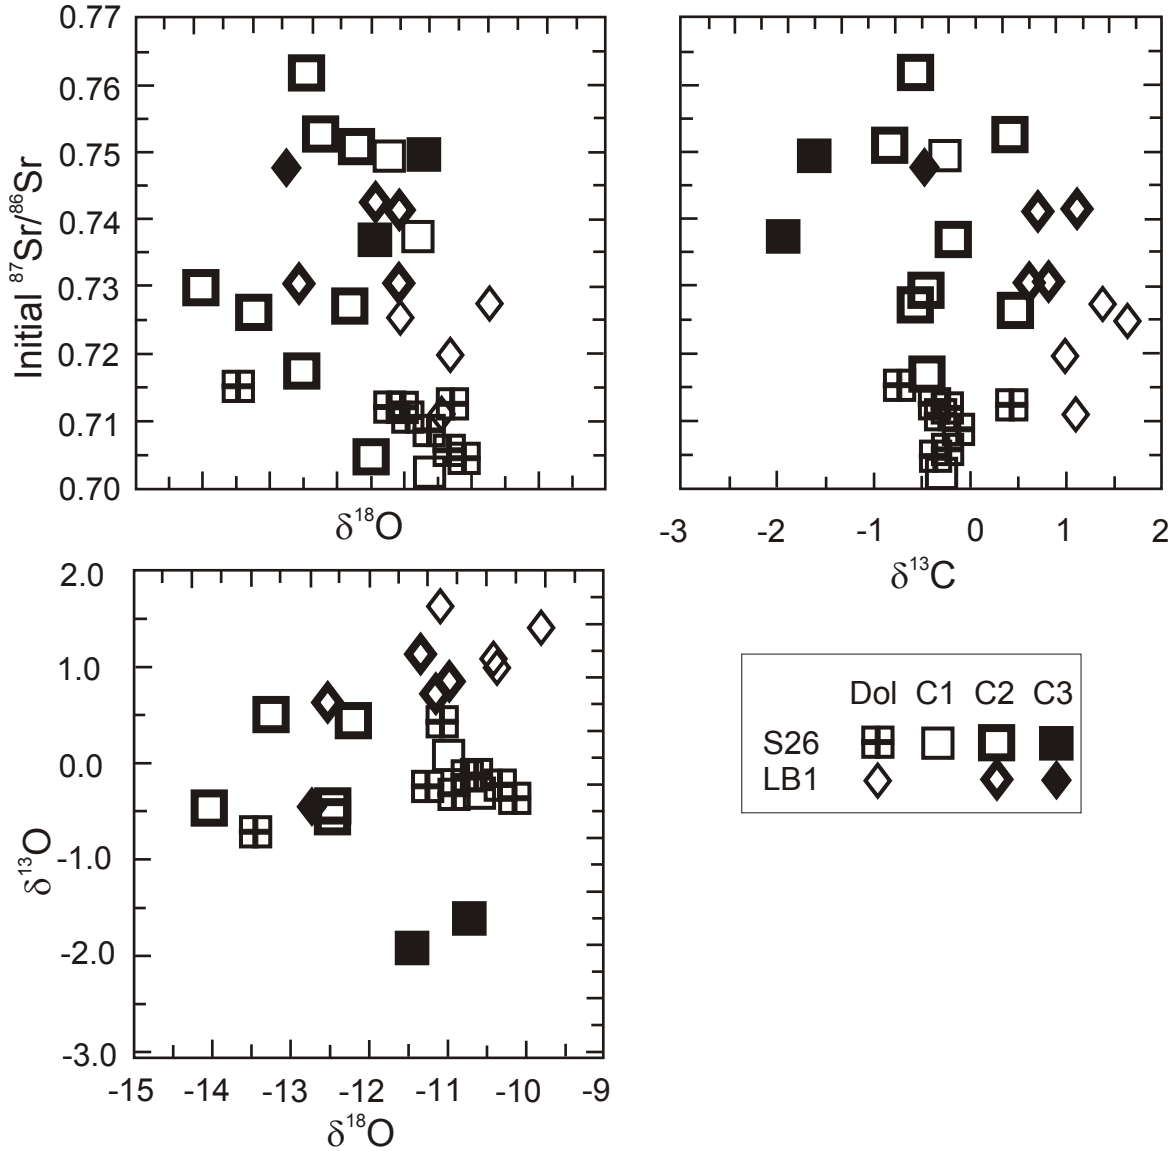 0.77
0.76
0.75
0.74
0.73
0.72
0.71
0.70
Initial ⁸⁷Sr/⁸⁶Sr
δ¹⁸O
-3 -2 -1 0 1 2
δ¹³C
2.0
1.0
0.0
-1.0
-2.0
-3.0
δ¹³O
-15 -14 -13 -12 -11 -10 -9
δ¹⁸O
Dol C1 C2 C3
S26
LB1